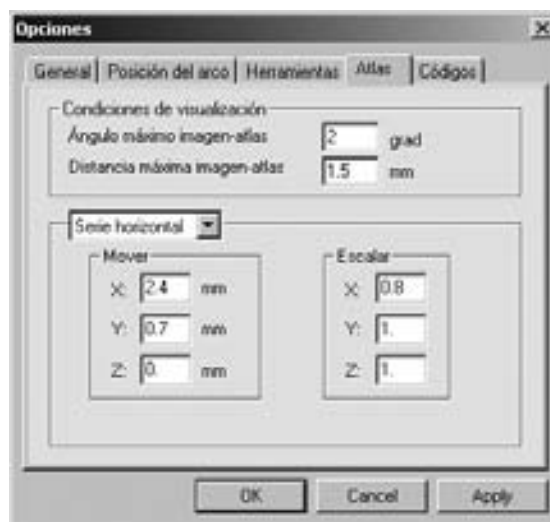 Opciones
General Posición del arco Herramientas Atlas Códigos
Condiciones de visualización
Ángulo máximo imagen-atlas 2 grad
Distancia máxima imagen-atlas 1.5 mm
Serie horizontal
Mover Escalar
X: 2.4 mm X: 0.8
Y: 0.7 mm Y: 1.
Z: 0. mm Z: 1.
OK Cancel Apply